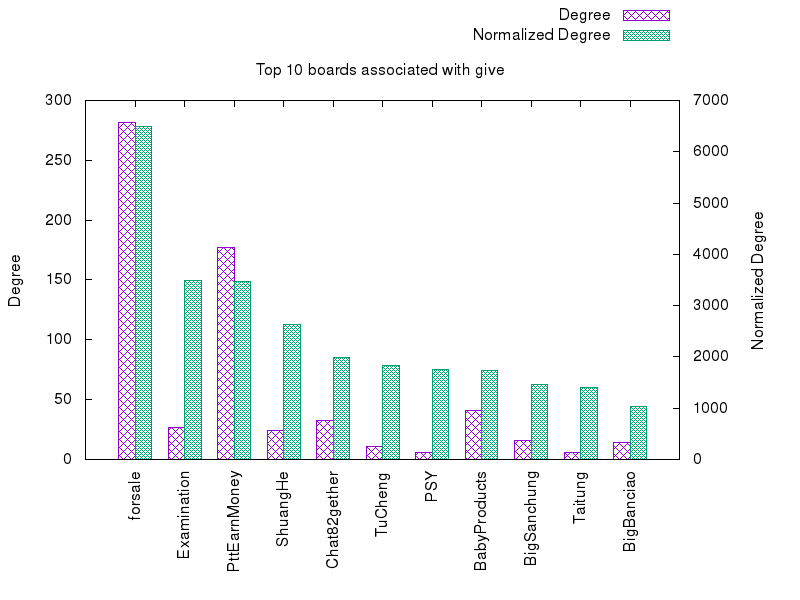 Degree
Normalized Degree
Top 10 boards associated with give
300
250
200
150
100
50
0
7000
6000
5000
4000
3000
2000
1000
0
Degree
Normalized Degree
forsale
Examination
PttEarnMoney
ShuangHe
Chat82gether
TuCheng
PSY
BabyProducts
BigSanchung
Taitung
BigBanciao